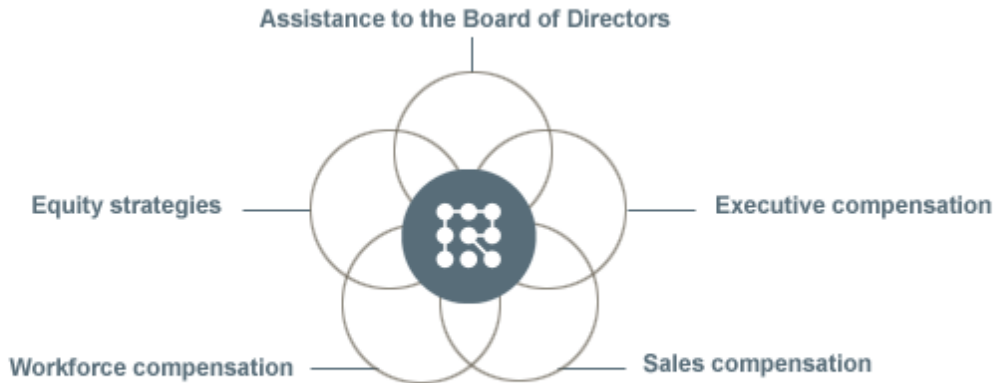 Assistance to the Board of Directors
Equity strategies
Executive compensation
Workforce compensation
Sales compensation